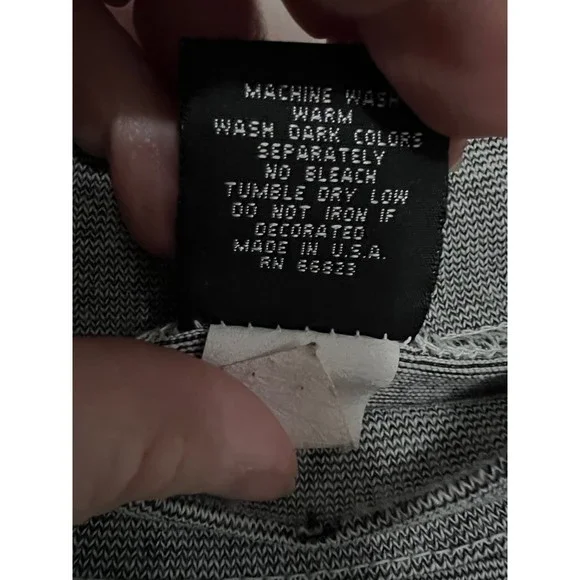 MACHINE WASH
WARM
WASH DARK COLORS
SEPARATELY
NO BLEACH
TUMBLE DRY LOW
DO NOT IRON IF
DECORATED
MADE IN U.S.A.
RN 66823